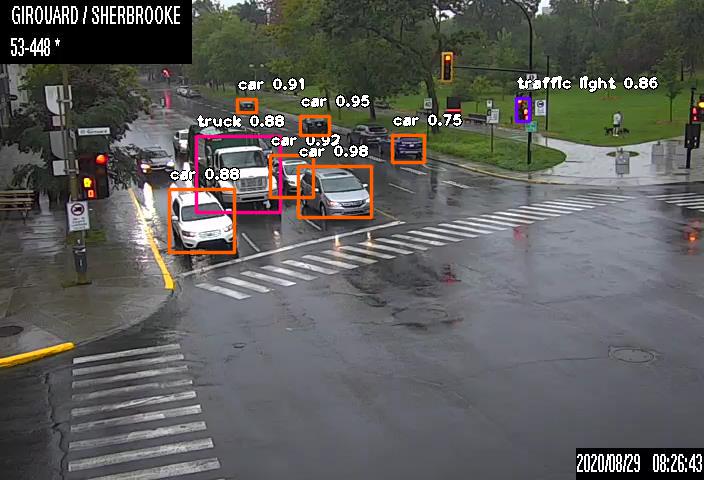 GIROUARD / SHERBROOKE
53-448 *
car 0.91
traffic light 0.86
car 0.95
truck 0.88
car 0.75
car 0.92
car 0.98
car 0.88
Girouard
2020/08/29 08:26:43